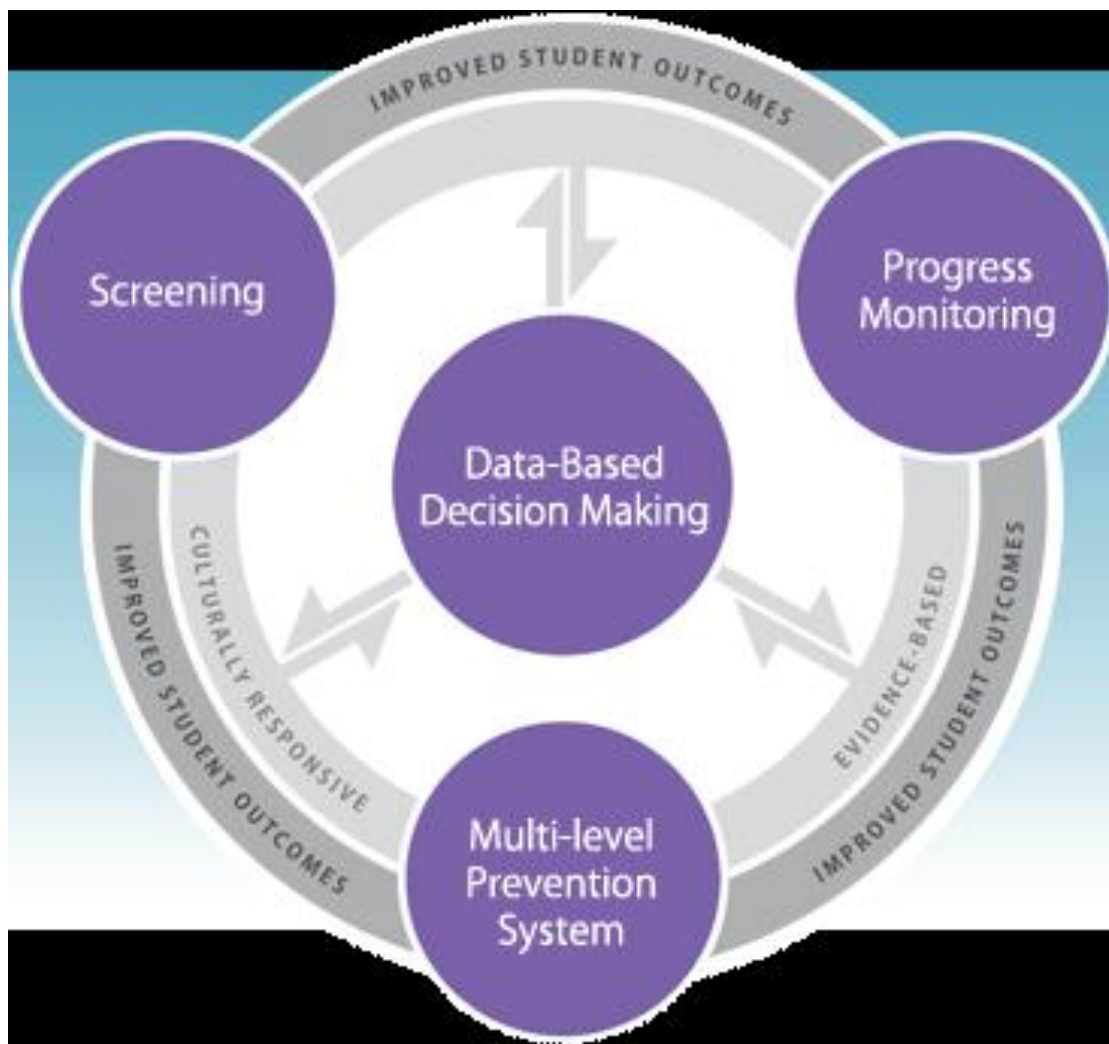 IMPROVED STUDENT OUTCOMES
Screening
Progress
Monitoring
Data-Based
Decision Making
CULTURALLY RESPONSIVE
EVIDENCE-BASED
IMPROVED STUDENT OUTCOMES
IMPROVED STUDENT OUTCOMES
Multi-level
Prevention
System